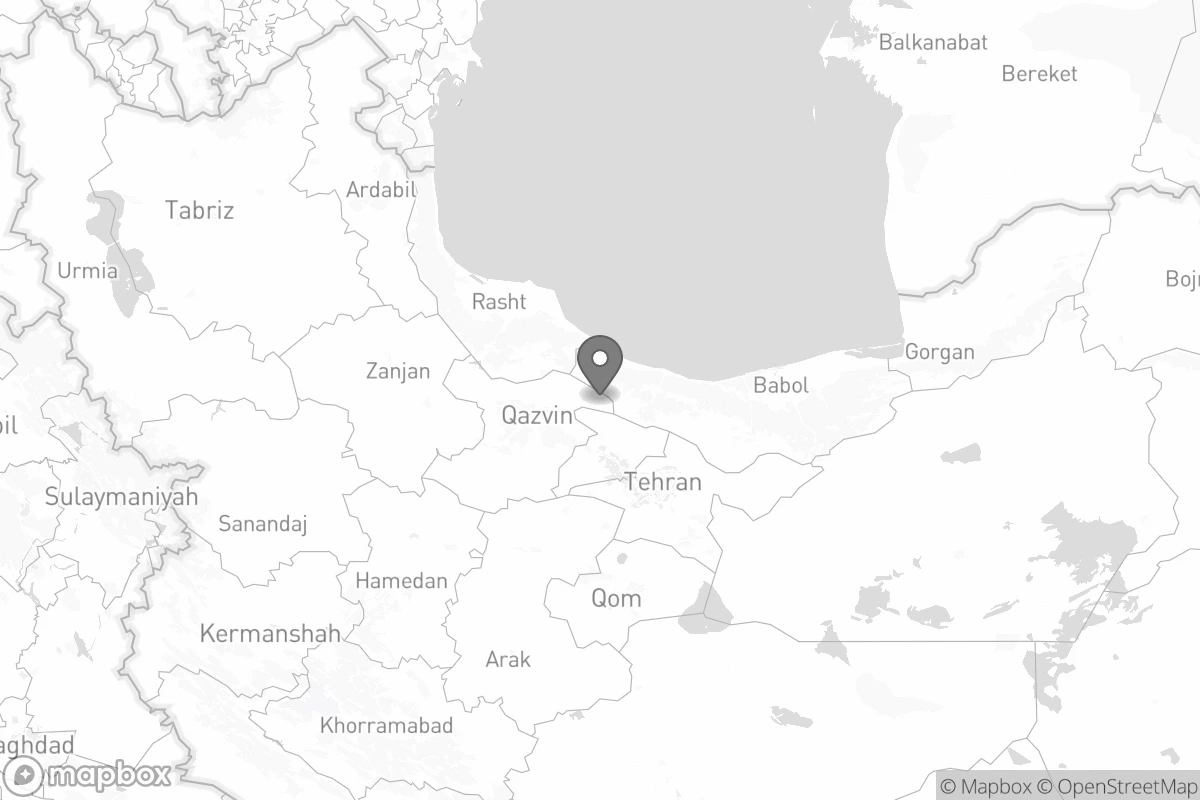 Balkanabat
Bereket
Ardabil
Tabriz
Urmia
Rasht
Bojn
Gorgan
Zanjan
Babol
Qazvin
bil
Tehran
Sulaymaniyah
Sanandaj
Hamedan
Qom
Kermanshah
Arak
Khorramabad
aghdad
mapbox
© Mapbox © OpenStreetMap